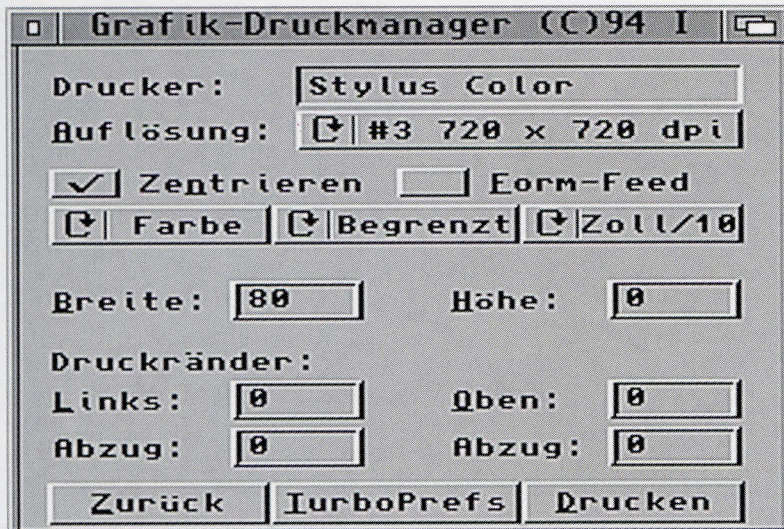 Grafik-Druckmanager (C)94 I
Drucker: Stylus Color
Auflösung: #3 720 x 720 dpi
Zentrieren Form-Feed
Farbe Begrenzt Zoll/10
Breite: 80 Höhe: 0
Druckränder:
Links: 0 Oben: 0
Abzug: 0 Abzug: 0
Zurück TurboPrefs Drucken